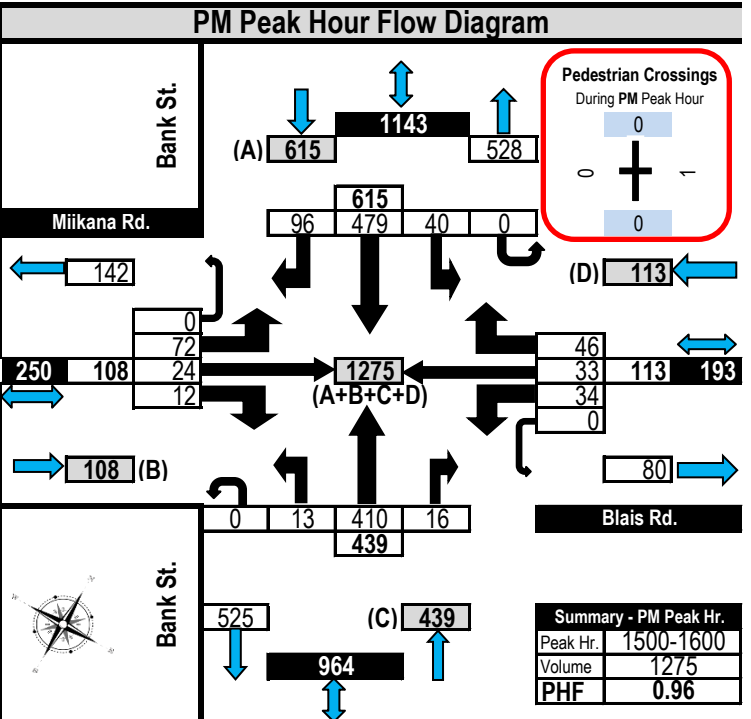 PM Peak Hour Flow Diagram
Bank St.
Miikana Rd.
1143
(A) 615
528
615
96 479 40 0
Pedestrian Crossings
During PM Peak Hour
0
0 1
0
142
(D) 113
0
72
250 108 24
12
1275
(A+B+C+D)
46
33 113 193
34
0
108 (B)
80
0 13 410 16
439
Blais Rd.
Bank St.
525
(C) 439
964
Summary - PM Peak Hr.
Peak Hr. 1500-1600
Volume 1275
PHF 0.96